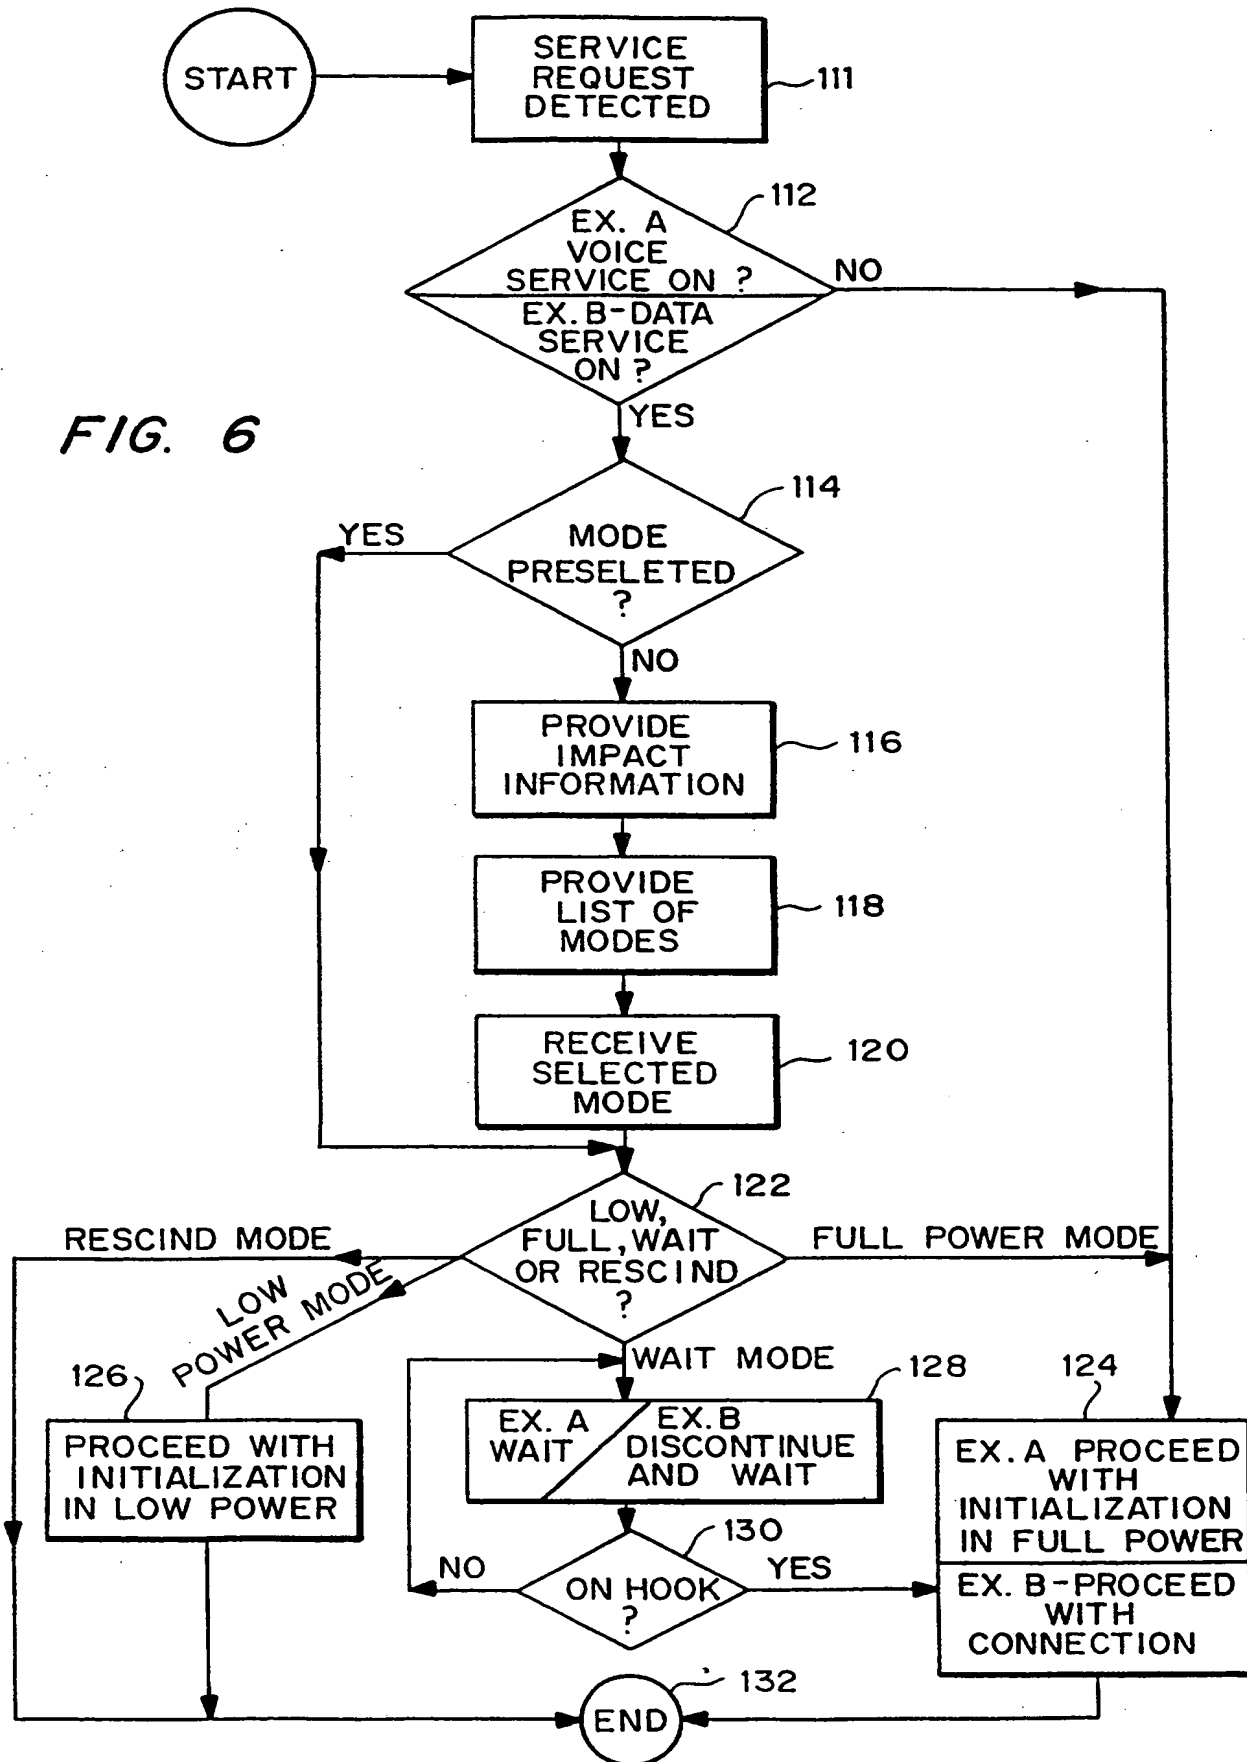 START
SERVICE
REQUEST
DETECTED
111
112
EX. A
VOICE
SERVICE ON ?
NO
EX. B-DATA
SERVICE
ON ?
FIG. 6
YES
114
YES
MODE
PRESELETED
?
NO
PROVIDE
IMPACT
INFORMATION
116
PROVIDE
LIST OF
MODES
118
RECEIVE
SELECTED
MODE
120
122
LOW,
FULL, WAIT
OR RESCIND
?
RESCIND MODE
FULL POWER MODE
LOW
POWER MODE
WAIT MODE
126
128
124
PROCEED WITH
INITIALIZATION
IN LOW POWER
EX. A
WAIT
EX. B
DISCONTINUE
AND WAIT
EX. A PROCEED
WITH
INITIALIZATION
IN FULL POWER
130
NO
ON HOOK
?
YES
EX. B-PROCEED
WITH
CONNECTION
132
END